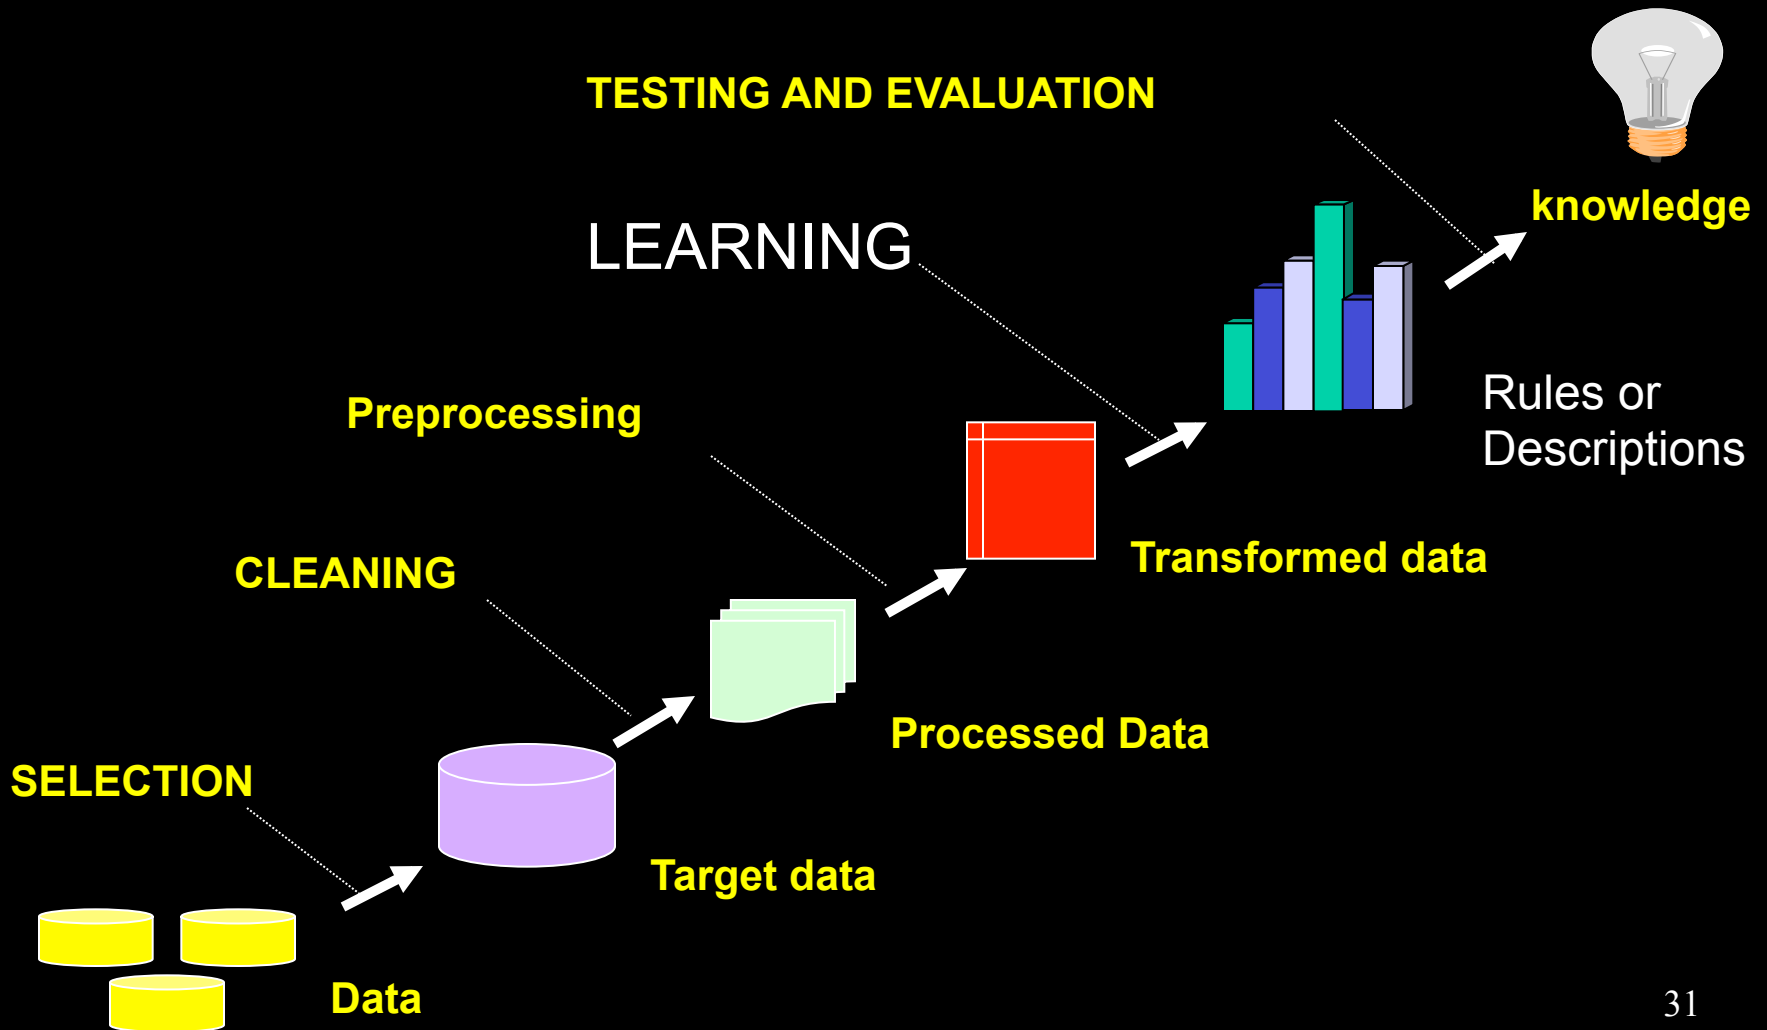 TESTING AND EVALUATION
knowledge
LEARNING
Rules or
Descriptions
Preprocessing
Transformed data
CLEANING
Processed Data
SELECTION
Target data
Data
31